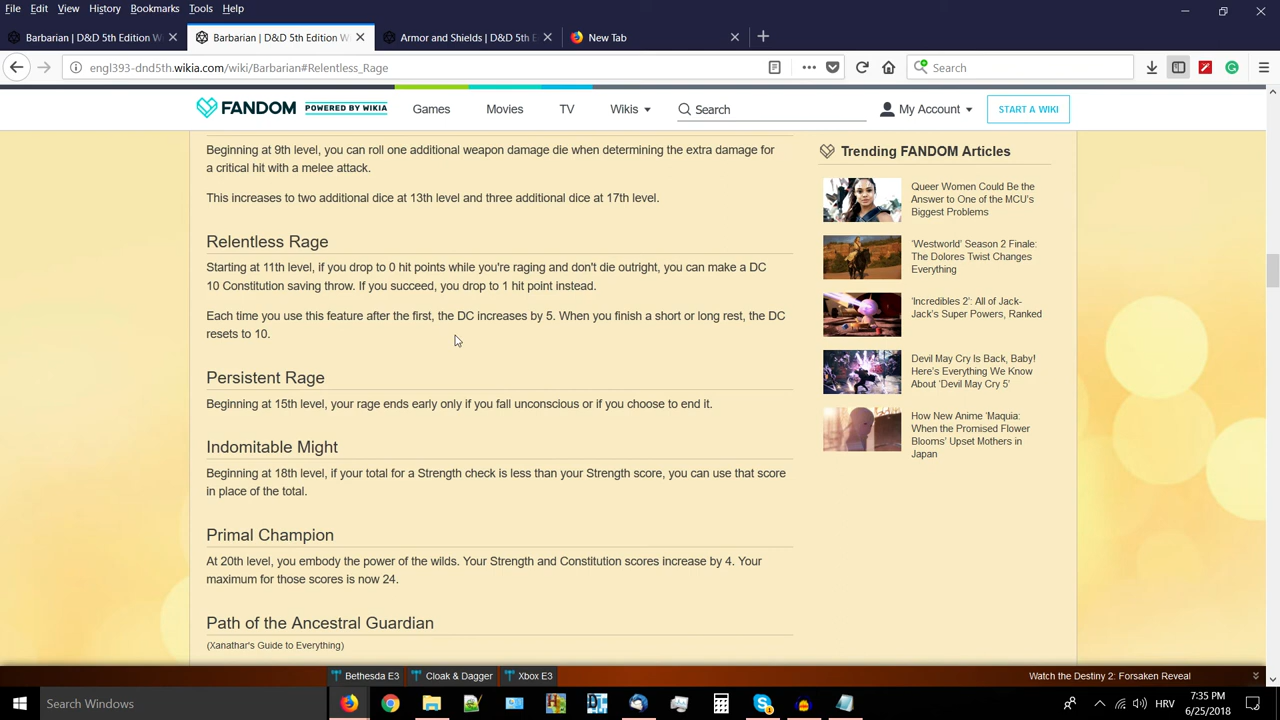 File Edit View History Bookmarks Tools Help
Barbarian | D&D 5th Edition W
Barbarian | D&D 5th Edition W
Armor and Shields | D&D 5th E
New Tab
engl393-dnd5th.wikia.com/wiki/Barbarian#Relentless_Rage
Search
FANDOM POWERED BY WIKIA
Games Movies TV Wikis Search My Account START A WIKI
Beginning at 9th level, you can roll one additional weapon damage die when determining the extra damage for
a critical hit with a melee attack.
This increases to two additional dice at 13th level and three additional dice at 17th level.
Relentless Rage
Starting at 11th level, if you drop to 0 hit points while you're raging and don't die outright, you can make a DC
10 Constitution saving throw. If you succeed, you drop to 1 hit point instead.
Each time you use this feature after the first, the DC increases by 5. When you finish a short or long rest, the DC
resets to 10.
Persistent Rage
Beginning at 15th level, your rage ends early only if you fall unconscious or if you choose to end it.
Indomitable Might
Beginning at 18th level, if your total for a Strength check is less than your Strength score, you can use that score
in place of the total.
Primal Champion
At 20th level, you embody the power of the wilds. Your Strength and Constitution scores increase by 4. Your
maximum for those scores is now 24.
Path of the Ancestral Guardian
(Xanathar's Guide to Everything)
Trending FANDOM Articles
Queer Women Could Be the
Answer to One of the MCU's
Biggest Problems
'Westworld' Season 2 Finale:
The Dolores Twist Changes
Everything
'Incredibles 2': All of Jack-
Jack's Super Powers, Ranked
Devil May Cry Is Back, Baby!
Here's Everything We Know
About 'Devil May Cry 5'
How New Anime 'Maquia:
When the Promised Flower
Blooms' Upset Mothers in
Japan
Bethesda E3 Cloak & Dagger Xbox E3 Watch the Destiny 2: Forsaken Reveal
Search Windows
HRV
7:35 PM
6/25/2018